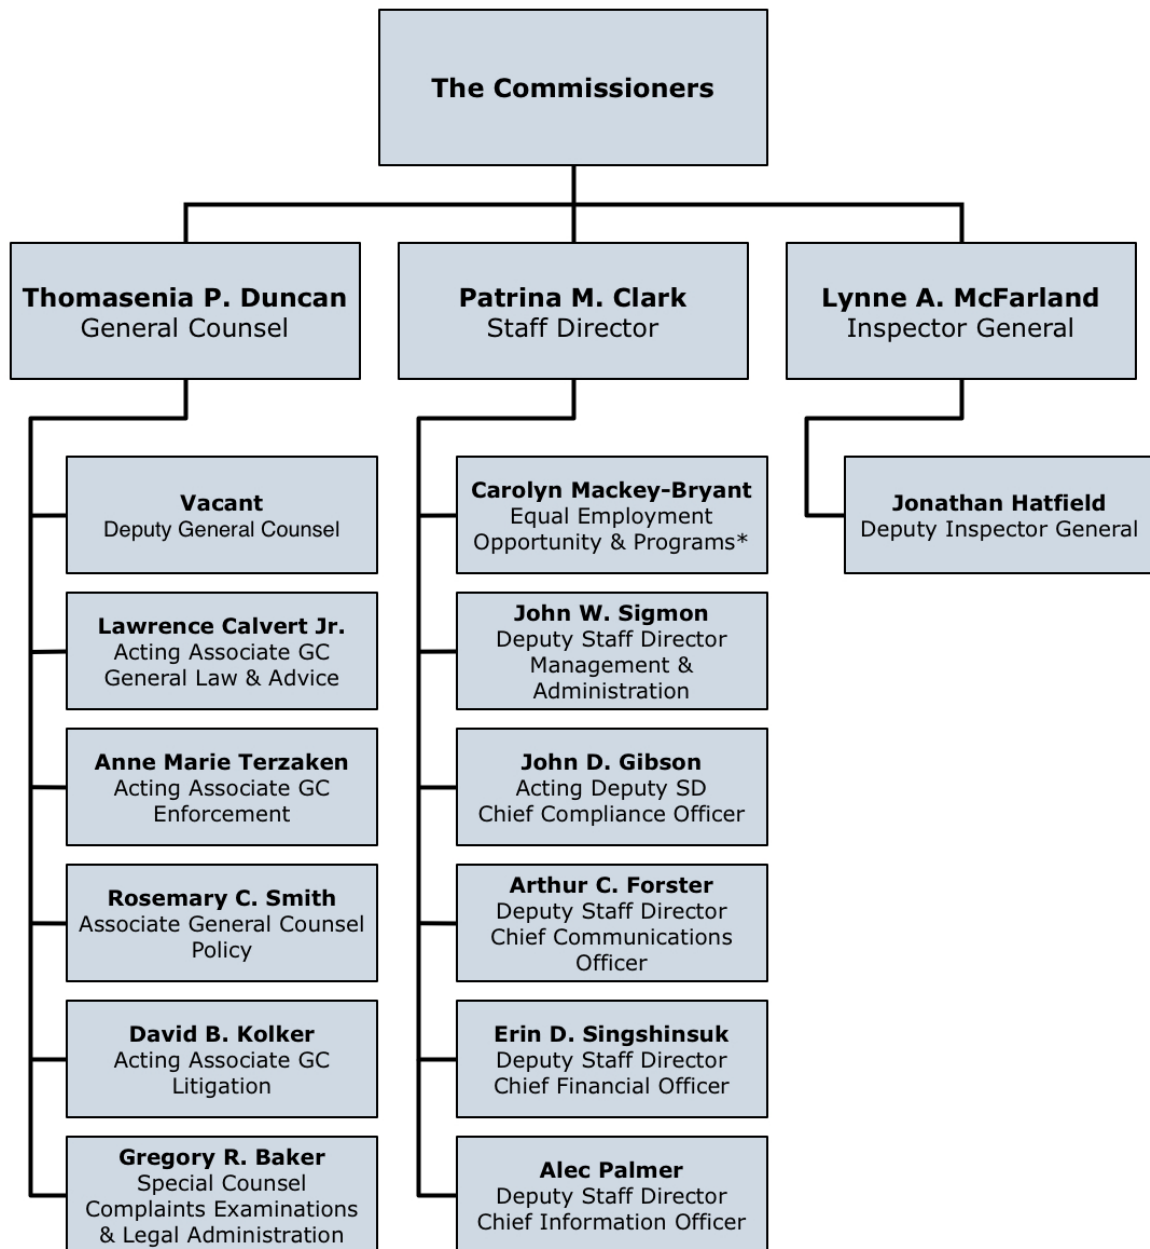 The Commissioners
Thomasenia P. Duncan
General Counsel
Patrina M. Clark
Staff Director
Lynne A. McFarland
Inspector General
Vacant
Deputy General Counsel
Lawrence Calvert Jr.
Acting Associate GC
General Law & Advice
Anne Marie Terzaken
Acting Associate GC
Enforcement
Rosemary C. Smith
Associate General Counsel
Policy
David B. Kolker
Acting Associate GC
Litigation
Gregory R. Baker
Special Counsel
Complaints Examinations
& Legal Administration
Carolyn Mackey-Bryant
Equal Employment
Opportunity & Programs*
John W. Sigmon
Deputy Staff Director
Management &
Administration
John D. Gibson
Acting Deputy SD
Chief Compliance Officer
Arthur C. Forster
Deputy Staff Director
Chief Communications
Officer
Erin D. Singshinsuk
Deputy Staff Director
Chief Financial Officer
Alec Palmer
Deputy Staff Director
Chief Information Officer
Jonathan Hatfield
Deputy Inspector General